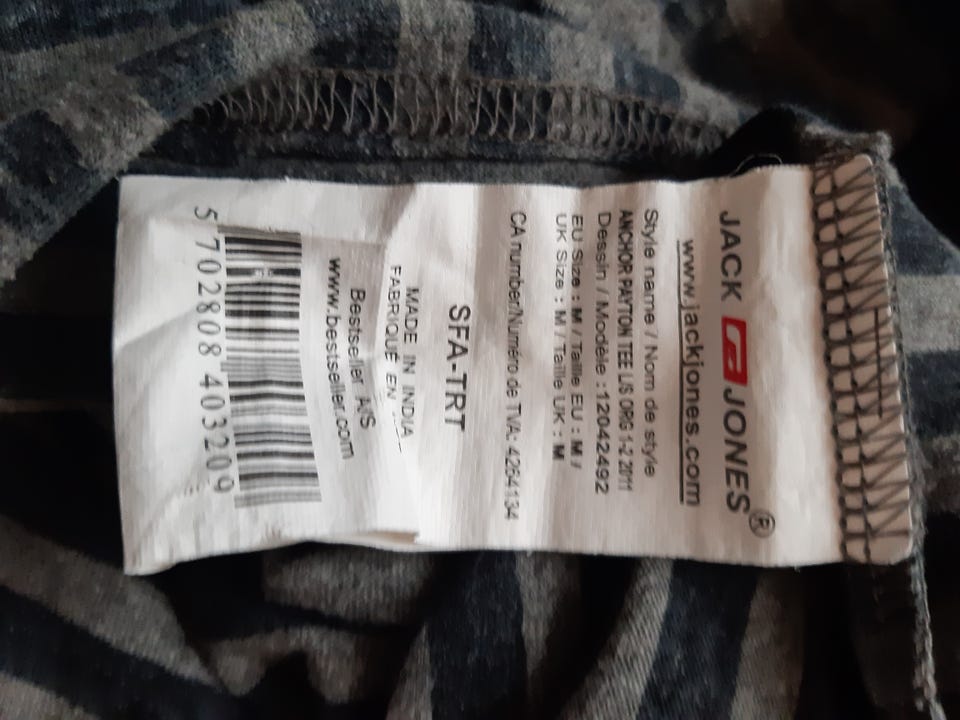 JACK JONES®
www.jackjones.com
Style name / Nom de style
ANCHOR PAYTON TEE L/S ORG 1-2 2011
Dessin / Modèle : 12042492
EU Size : M / Taille EU : M /
UK Size : M / Taille UK : M
CA number/Numéro de TVA: 4264134
SFA-TRT
MADE IN INDIA
FABRIQUÉ EN
Bestseller A/S
www.bestseller.com
5 702808 403209